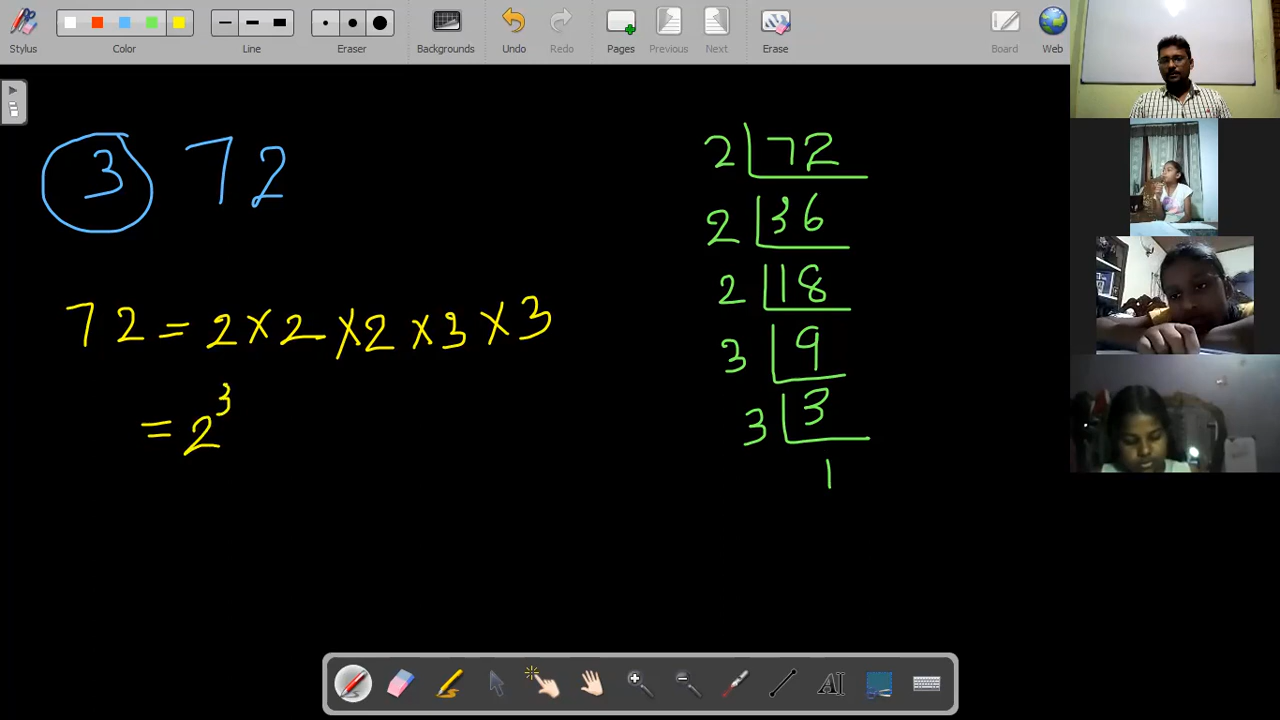 Stylus Color Line Eraser Backgrounds Undo Redo Pages Previous Next Erase Board Web
3 72
72 = 2 × 2 × 2 × 3 × 3
= 2³
2 | 72
2 | 36
2 | 18
3 | 9
3 | 3
1
AI